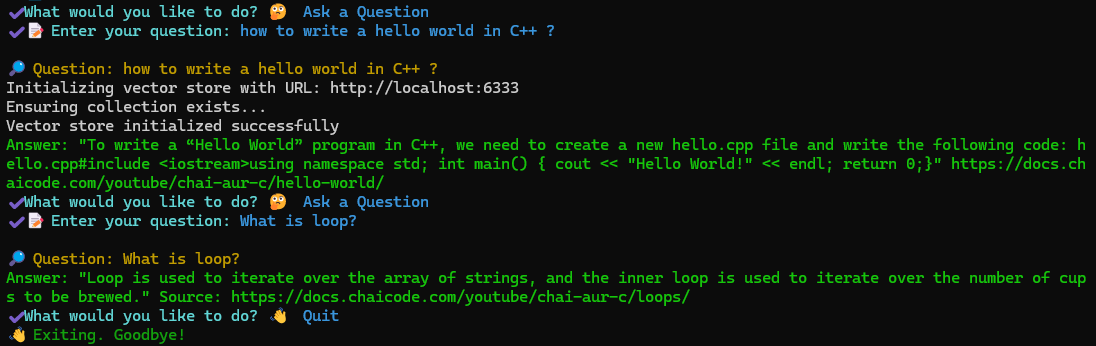 ✔What would you like to do? 🤔 Ask a Question
✔📝 Enter your question: how to write a hello world in C++ ?
🔎 Question: how to write a hello world in C++ ?
Initializing vector store with URL: http://localhost:6333
Ensuring collection exists...
Vector store initialized successfully
Answer: "To write a “Hello World” program in C++, we need to create a new hello.cpp file and write the following code: h
ello.cpp#include <iostream>using namespace std; int main() { cout << "Hello World!" << endl; return 0;}" https://docs.ch
aicode.com/youtube/chai-aur-c/hello-world/
✔What would you like to do? 🤔 Ask a Question
✔📝 Enter your question: What is loop?
🔎 Question: What is loop?
Answer: "Loop is used to iterate over the array of strings, and the inner loop is used to iterate over the number of cup
s to be brewed." Source: https://docs.chaicode.com/youtube/chai-aur-c/loops/
✔What would you like to do? 👋 Quit
👋 Exiting. Goodbye!